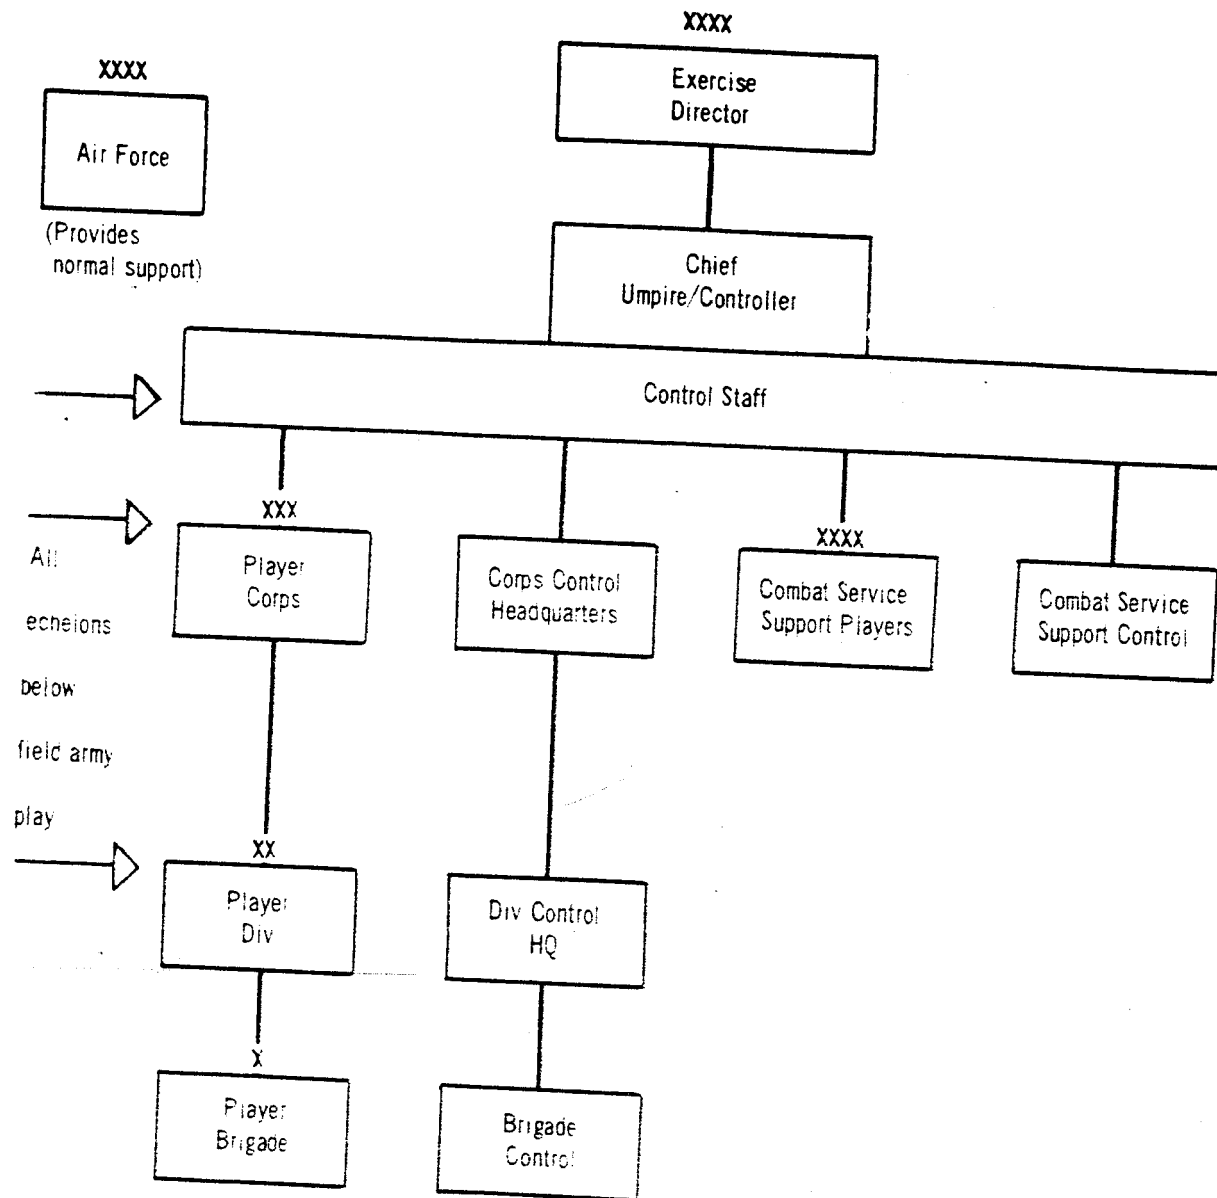 XXXX
Exercise
Director
XXXX
Air Force
(Provides
normal support)
Chief
Umpire/Controller
Control Staff
XXX
Player
Corps
Corps Control
Headquarters
XXXX
Combat Service
Support Players
Combat Service
Support Control
All
echelons
below
field army
play
XX
Player
Div
Div Control
HQ
X
Player
Brigade
Brigade
Control